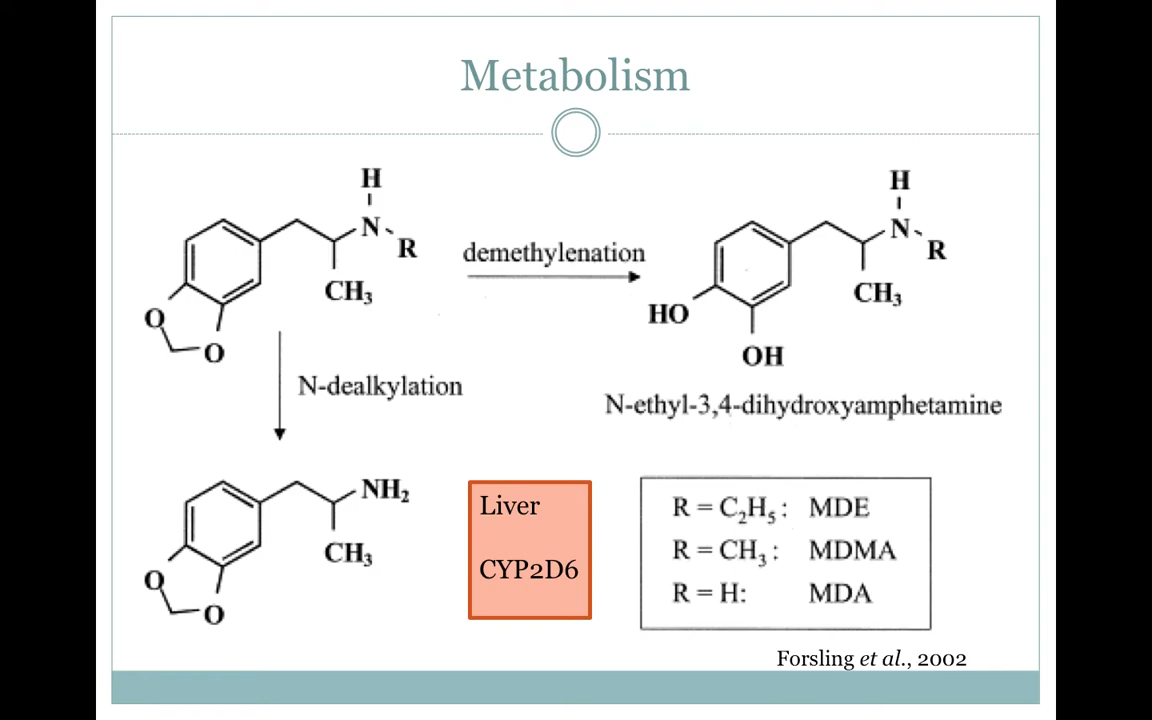 Metabolism
H
N
R
CH₃
O
O
demethylenation
H
N
R
CH₃
HO
OH
N-dealkylation
N-ethyl-3,4-dihydroxyamphetamine
NH₂
CH₃
O
O
Liver
CYP2D6
R = C₂H₅ : MDE
R = CH₃ : MDMA
R = H: MDA
Forsling et al., 2002